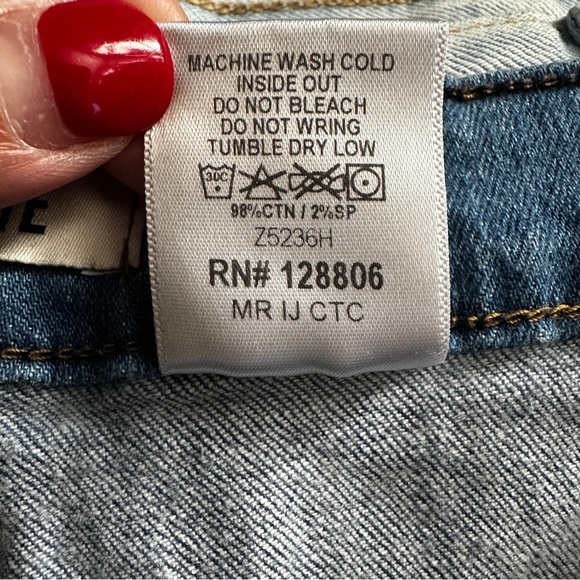 MACHINE WASH COLD
INSIDE OUT
DO NOT BLEACH
DO NOT WRING
TUMBLE DRY LOW
30C
98%CTN / 2%SP
Z5236H
RN# 128806
MR IJ CTC